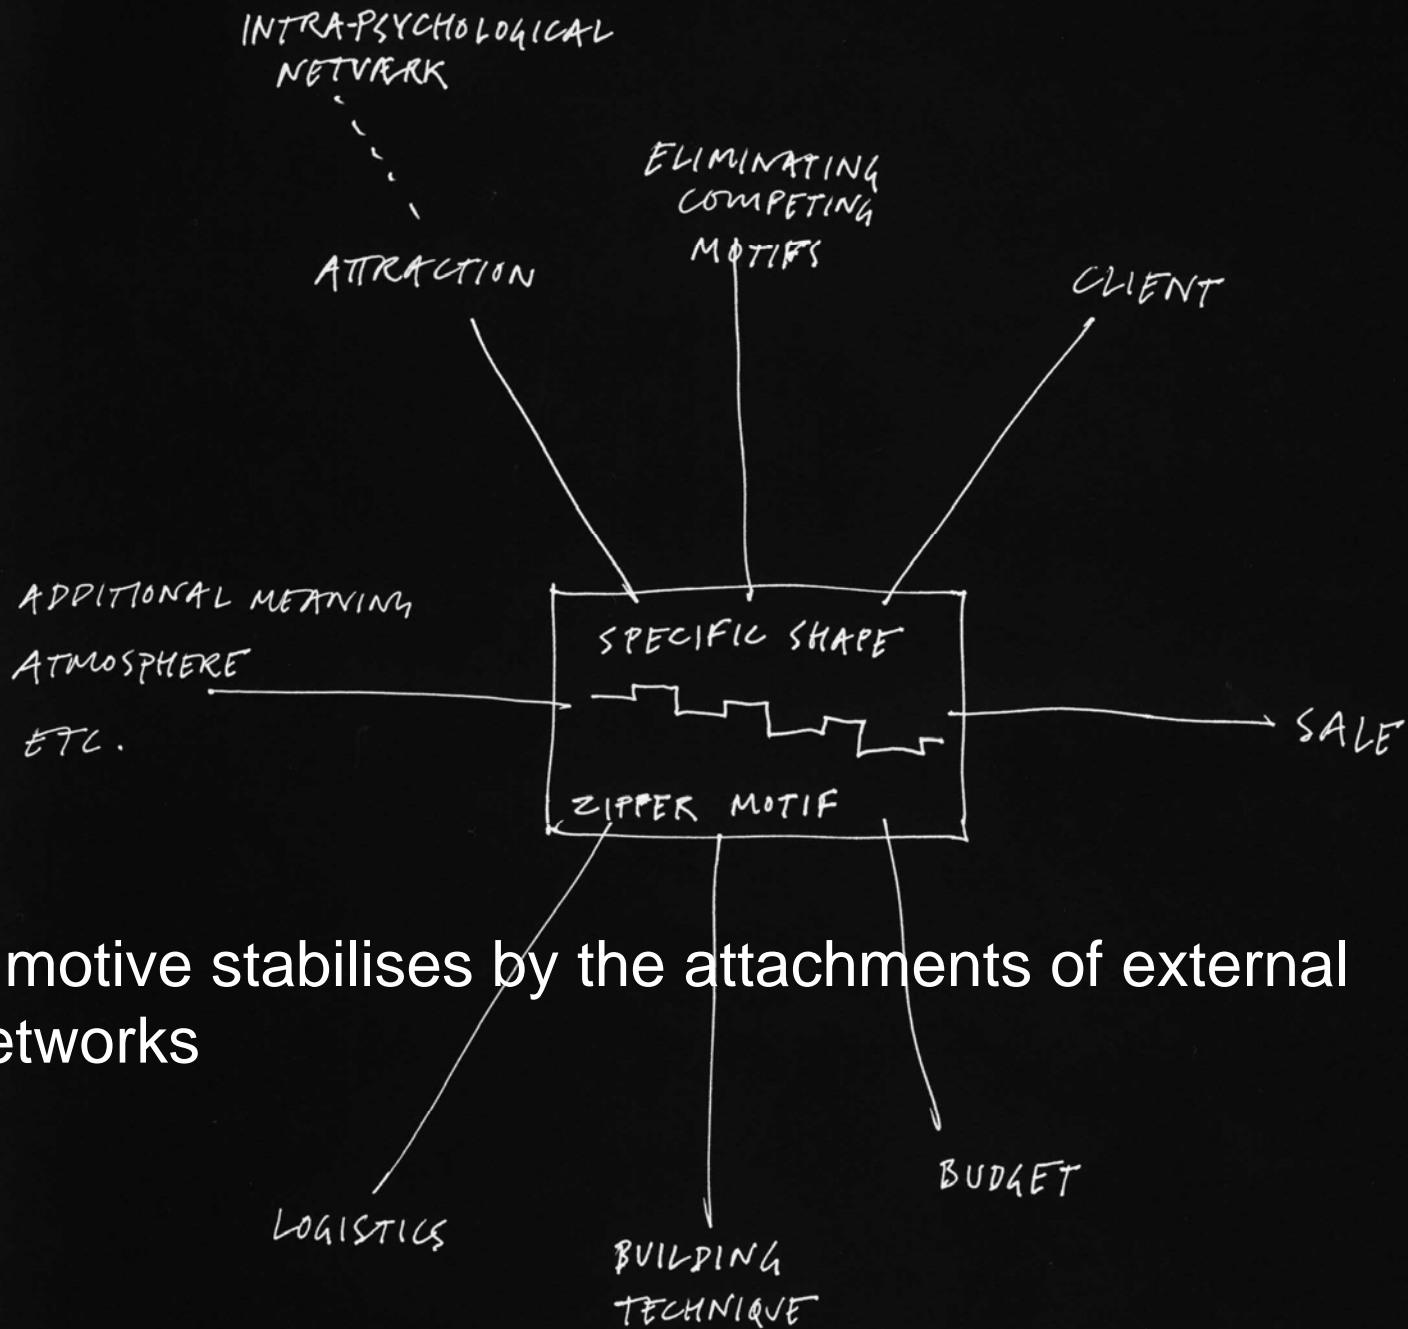 INTRA-PSYCHOLOGICAL
NETVÆRK
ELIMINATING
COMPETING
MOTIFS
ATTRACTION
CLIENT
ADDITIONAL MEANING
ATMOSPHERE
ETC.
SPECIFIC SHAPE
ZIPPER MOTIF
SALE
motive stabilises by the attachments of external
etworks
LOGISTICS
BUDGET
BUILDING
TECHNIQUE